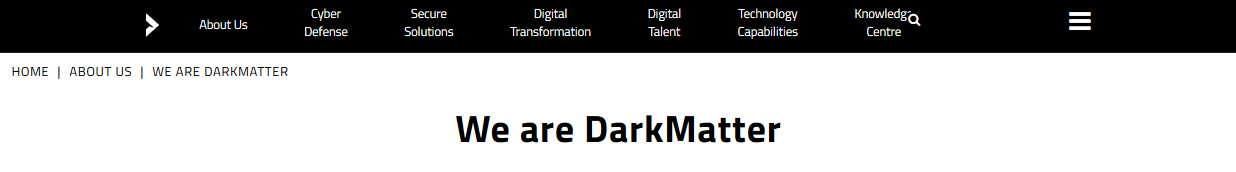 About Us
Cyber
Defense
Secure
Solutions
Digital
Transformation
Digital
Talent
Technology
Capabilities
Knowledg
Centre
HOME | ABOUT US | WE ARE DARKMATTER
We are DarkMatter